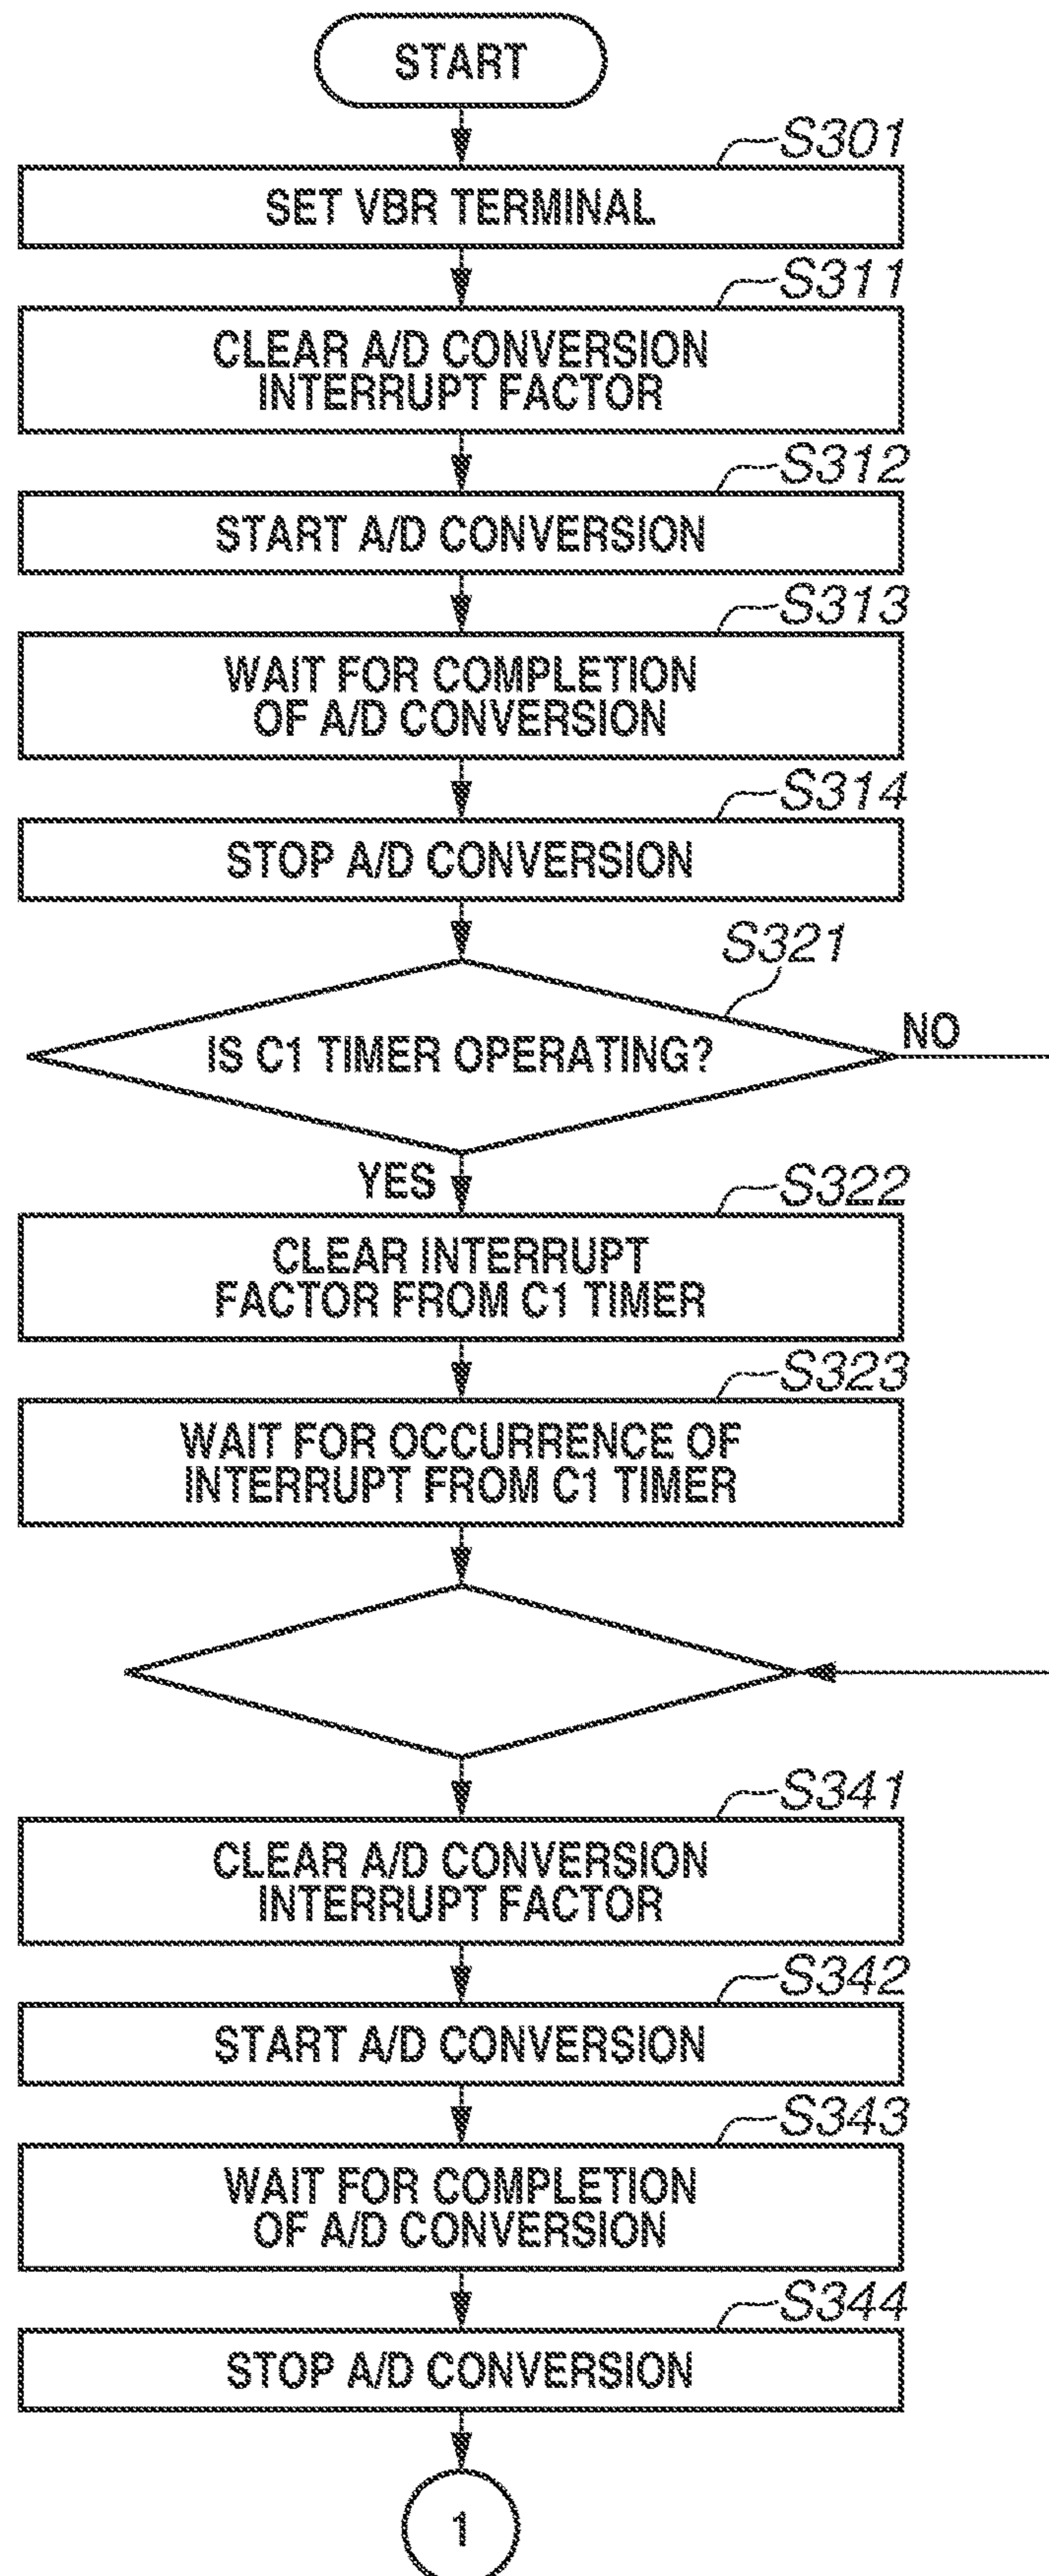 START
S301
SET VBR TERMINAL
S311
CLEAR A/D CONVERSION
INTERRUPT FACTOR
S312
START A/D CONVERSION
S313
WAIT FOR COMPLETION
OF A/D CONVERSION
S314
STOP A/D CONVERSION
S321
IS C1 TIMER OPERATING?
NO
YES
S322
CLEAR INTERRUPT
FACTOR FROM C1 TIMER
S323
WAIT FOR OCCURRENCE OF
INTERRUPT FROM C1 TIMER
S341
CLEAR A/D CONVERSION
INTERRUPT FACTOR
S342
START A/D CONVERSION
S343
WAIT FOR COMPLETION
OF A/D CONVERSION
S344
STOP A/D CONVERSION
1